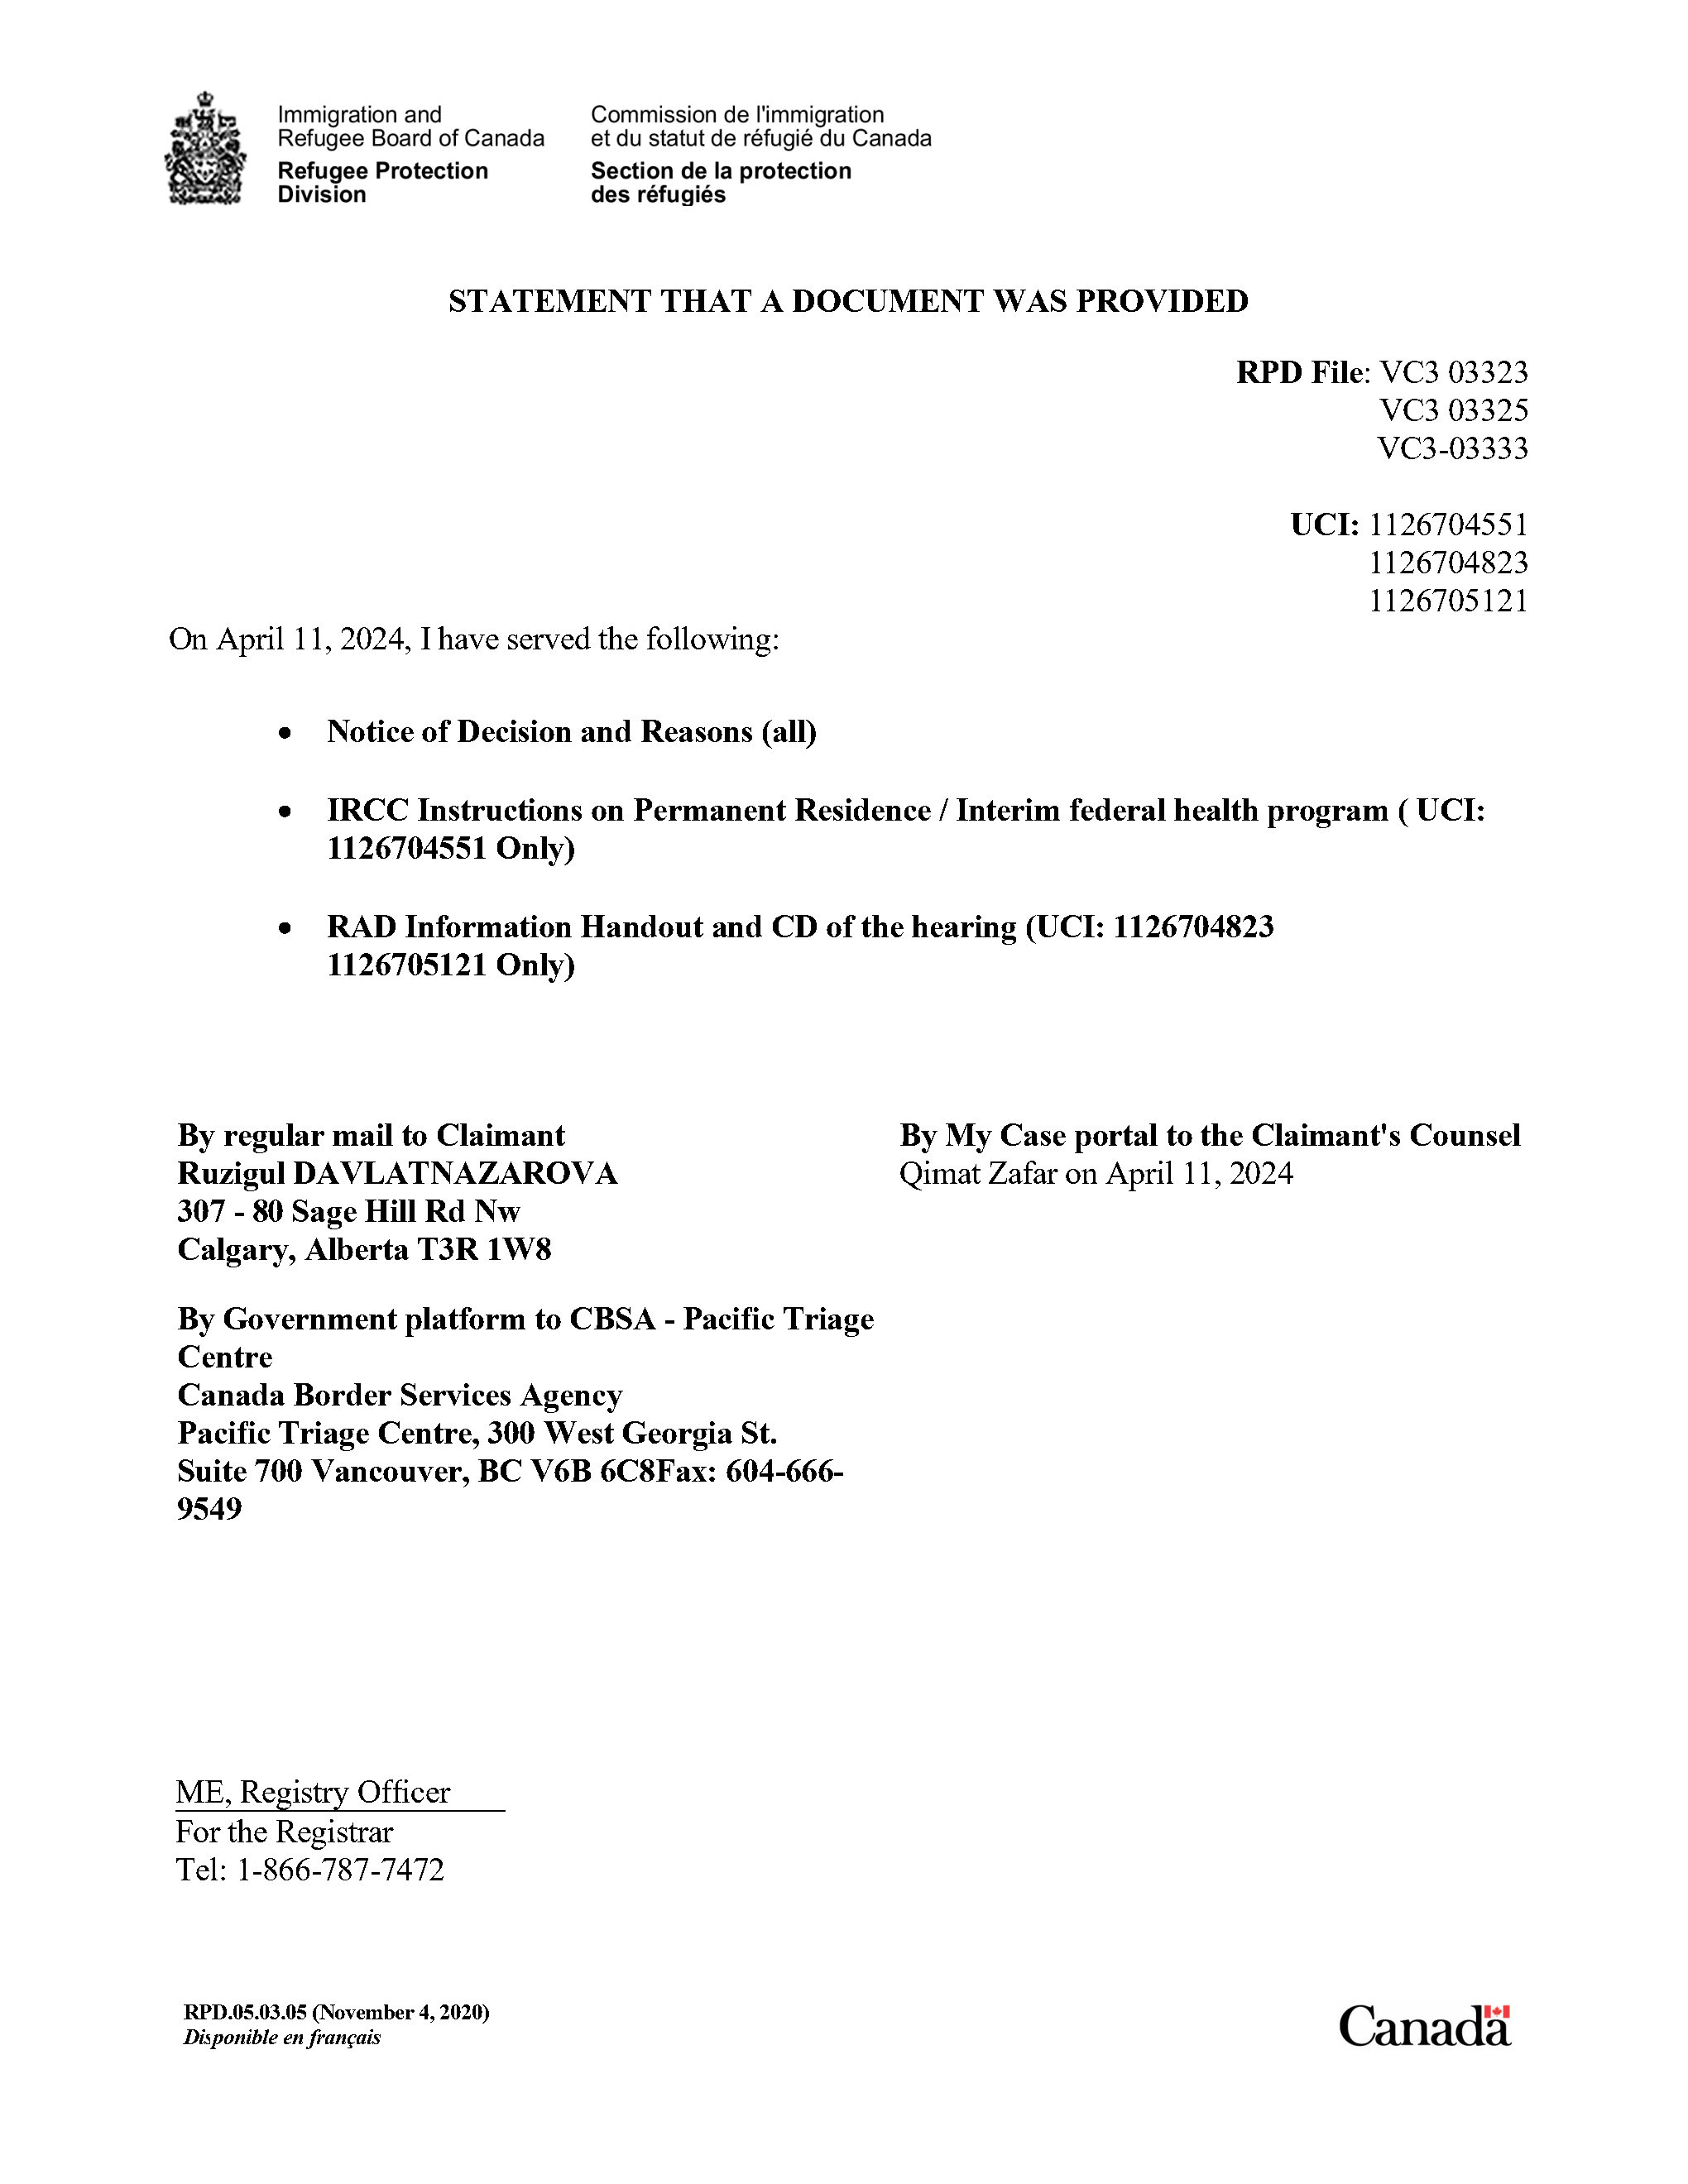 Immigration and
Refugee Board of Canada
Refugee Protection
Division
Commission de l'immigration
et du statut de réfugié du Canada
Section de la protection
des réfugiés
STATEMENT THAT A DOCUMENT WAS PROVIDED
RPD File: VC3 03323
VC3 03325
VC3-03333
UCI: 1126704551
1126704823
1126705121
On April 11, 2024, I have served the following:
• Notice of Decision and Reasons (all)
• IRCC Instructions on Permanent Residence / Interim federal health program ( UCI:
1126704551 Only)
• RAD Information Handout and CD of the hearing (UCI: 1126704823
1126705121 Only)
By regular mail to Claimant
Ruzigul DAVLATNAZAROVA
307 - 80 Sage Hill Rd Nw
Calgary, Alberta T3R 1W8
By My Case portal to the Claimant's Counsel
Qimat Zafar on April 11, 2024
By Government platform to CBSA - Pacific Triage
Centre
Canada Border Services Agency
Pacific Triage Centre, 300 West Georgia St.
Suite 700 Vancouver, BC V6B 6C8Fax: 604-666-
9549
ME, Registry Officer
For the Registrar
Tel: 1-866-787-7472
RPD.05.03.05 (November 4, 2020)
Disponible en français
Canada